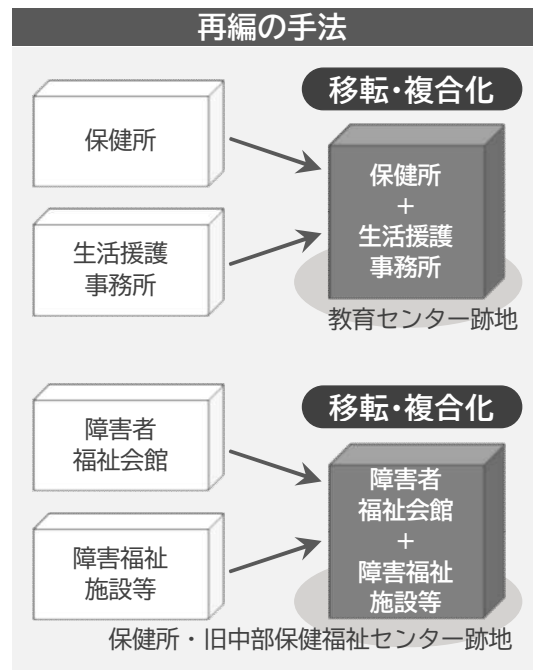 再編の手法
移転・複合化
保健所
生活援護
事務所
保健所
+
生活援護
事務所
教育センター跡地
移転・複合化
障害者
福祉会館
障害福祉
施設等
障害者
福祉会館
+
障害福祉
施設等
保健所・旧中部保健福祉センター跡地